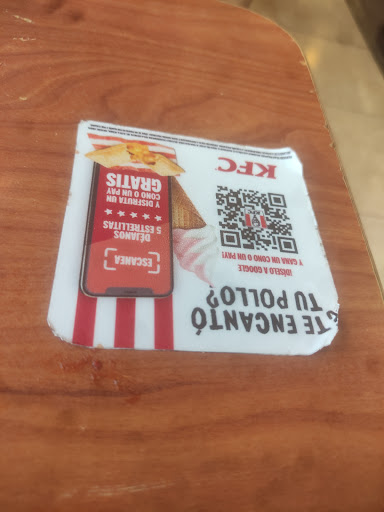 ¿TE ENCANTÓ
TU POLLO?
¡DÍSELO A GOOGLE
Y GANA UN CONO O UN PAY!
KFC
ESCANEA!
DÉJANOS
5 ESTRELLITAS
Y DISFRUTA UN
CONO O UN PAY
GRATIS